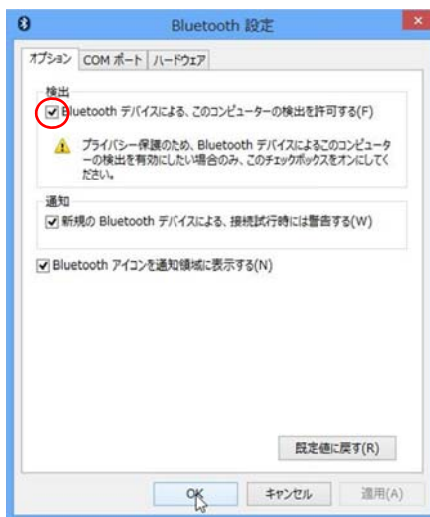 Bluetooth 設定
オプション COM ポート ハードウェア
検出
Bluetooth デバイスによる、このコンピューターの検出を許可する(F)
プライバシー保護のため、Bluetooth デバイスによるこのコンピュータ
ーの検出を有効にしたい場合のみ、このチェックボックスをオンにしてく
ださい。
通知
新規の Bluetooth デバイスによる、接続試行時には警告する(W)
Bluetooth アイコンを通知領域に表示する(N)
既定値に戻す(R)
OK キャンセル 適用(A)